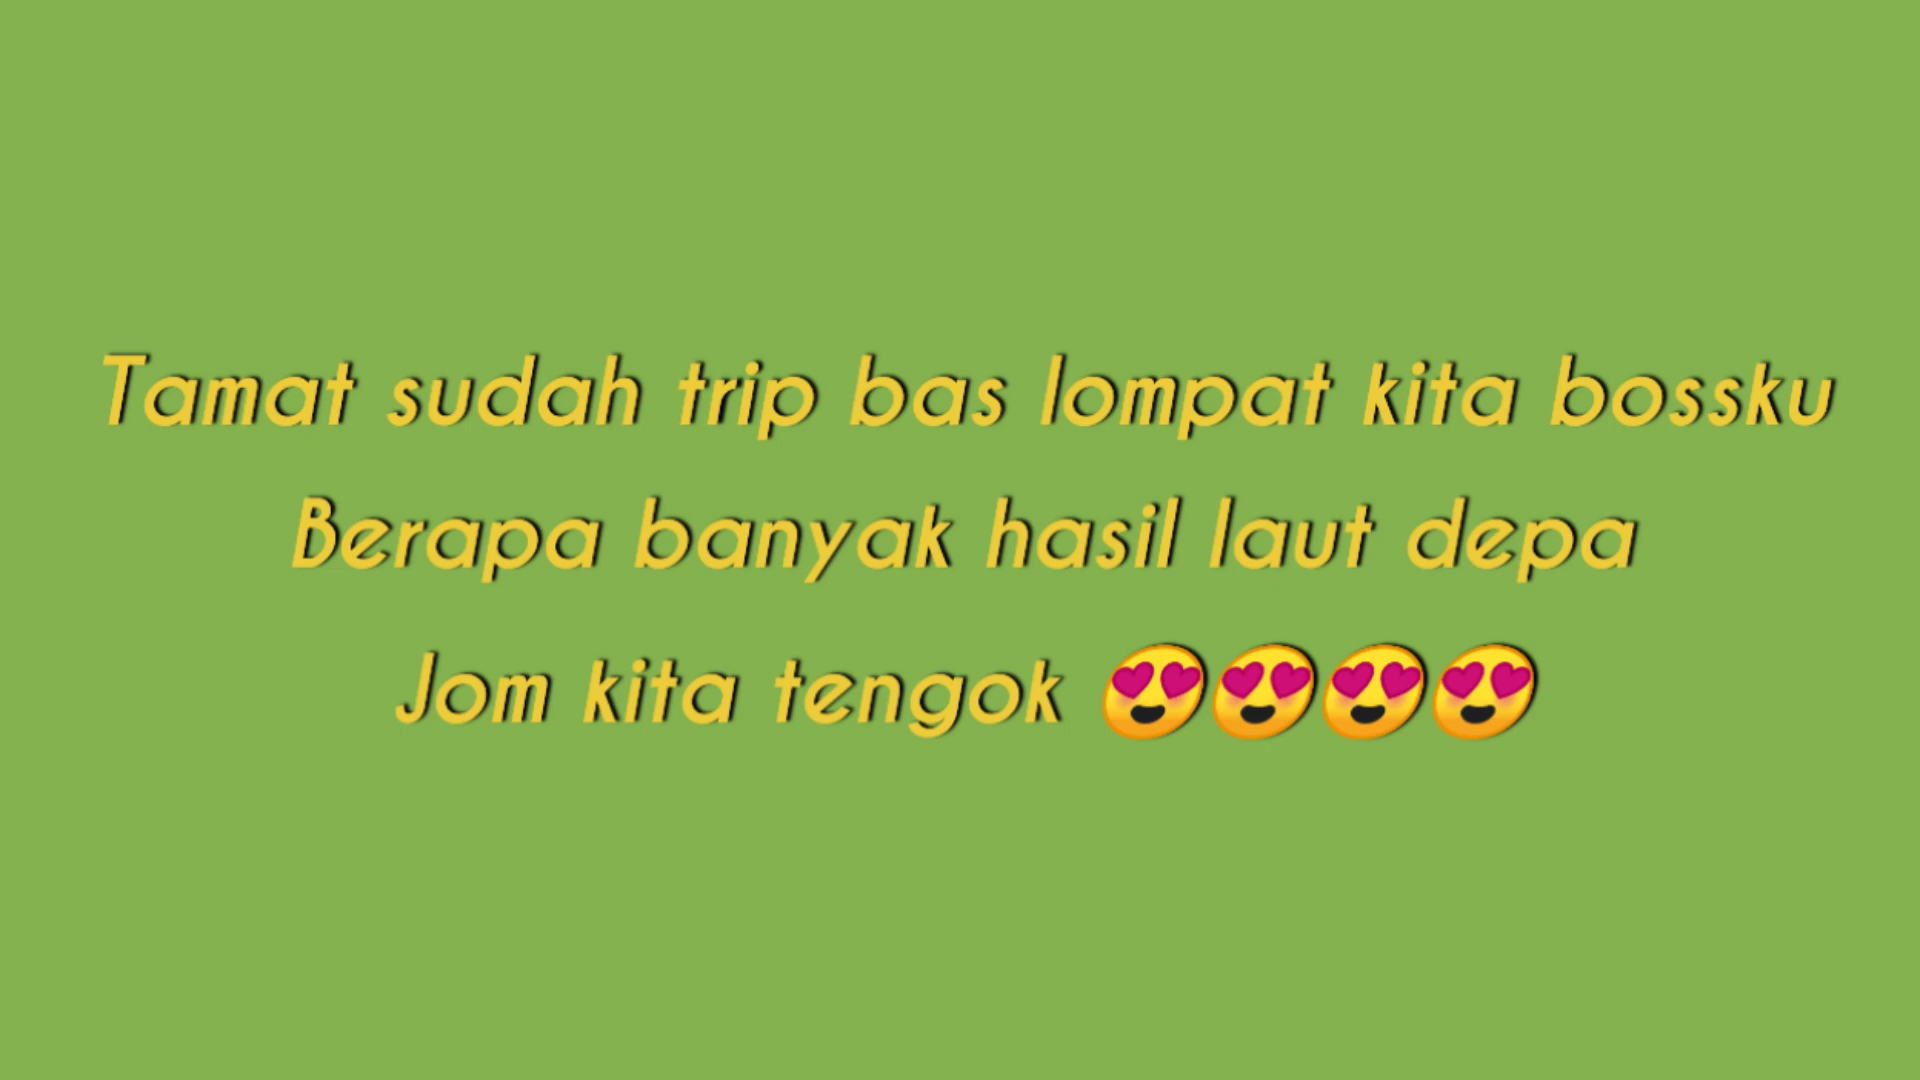 Tamat sudah trip bas lompat kita bossku
Berapa banyak hasil laut depa
Jom kita tengok 😍😍😍😍